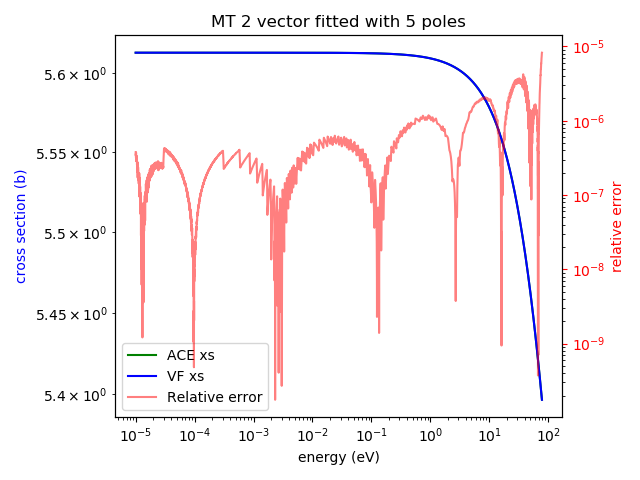 MT 2 vector fitted with 5 poles
cross section (b)
5.6 × 10⁰
5.55 × 10⁰
5.5 × 10⁰
5.45 × 10⁰
5.4 × 10⁰
10⁻⁵
10⁻⁶
10⁻⁷
10⁻⁸
10⁻⁹
relative error
ACE xs
VF xs
Relative error
10⁻⁵ 10⁻⁴ 10⁻³ 10⁻² 10⁻¹ 10⁰ 10¹ 10²
energy (eV)